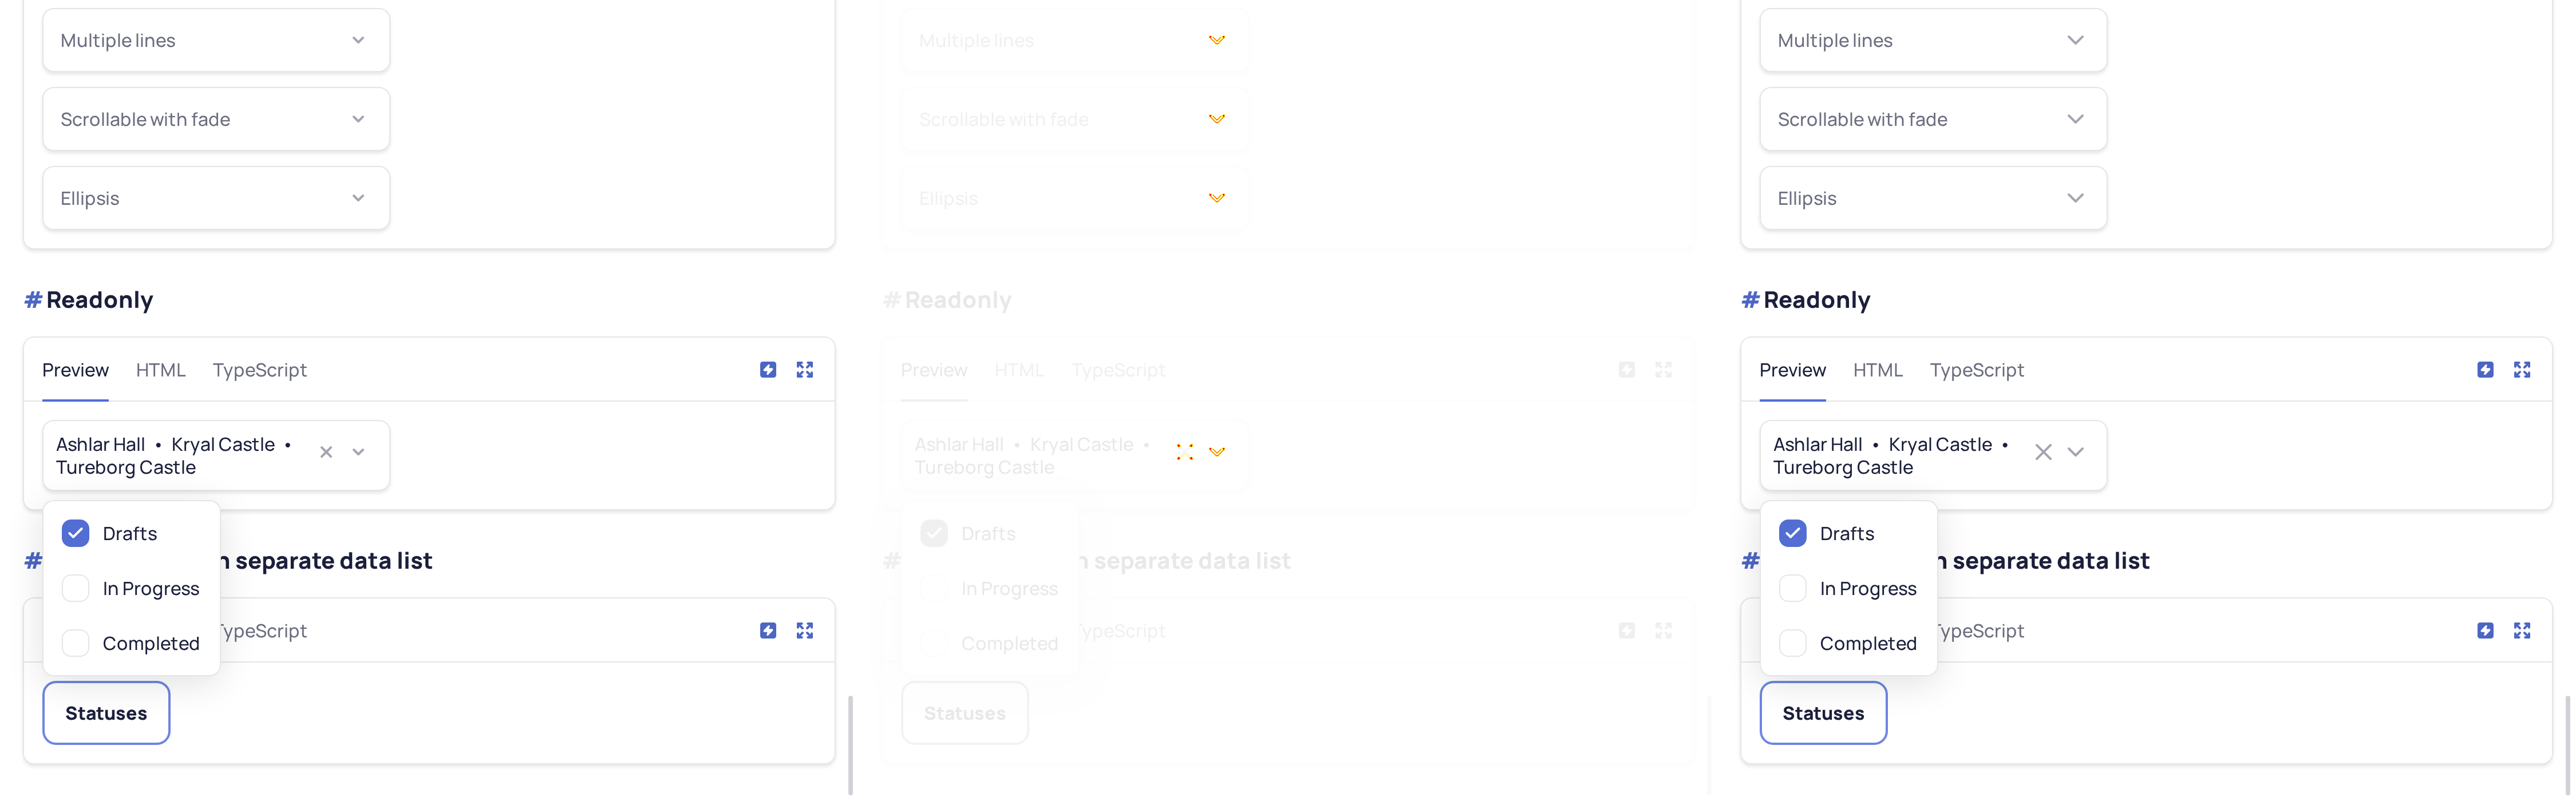 Multiple lines
Scrollable with fade
Ellipsis
# Readonly
Preview HTML TypeScript
Ashlar Hall • Kryal Castle •
Tureborg Castle
Drafts
# n separate data list
In Progress
TypeScript
Completed
Statuses
Multiple lines
Scrollable with fade
Ellipsis
# Readonly
Preview HTML TypeScript
Ashlar Hall • Kryal Castle •
Tureborg Castle
Drafts
# n separate data list
In Progress
TypeScript
Completed
Statuses
Multiple lines
Scrollable with fade
Ellipsis
# Readonly
Preview HTML TypeScript
Ashlar Hall • Kryal Castle •
Tureborg Castle
Drafts
# n separate data list
In Progress
TypeScript
Completed
Statuses